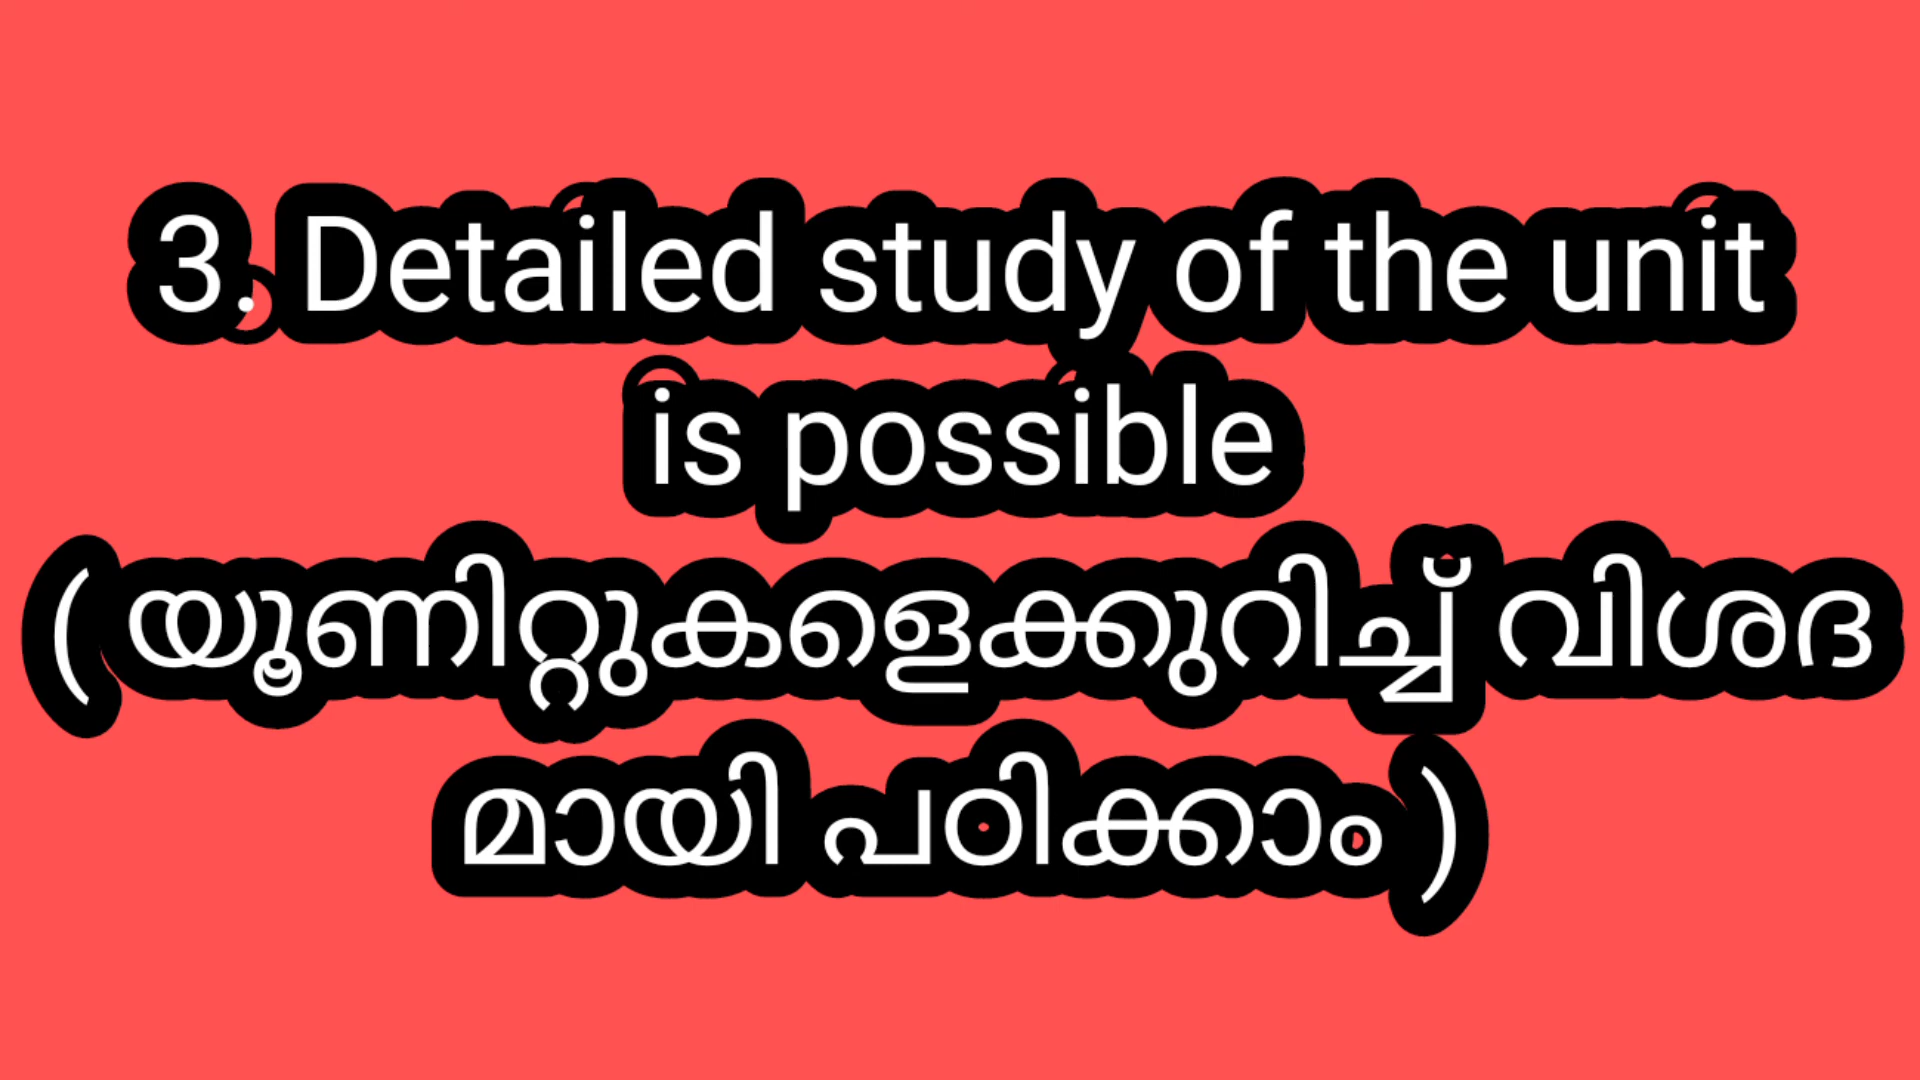 3. Detailed study of the unit
is possible
( യൂണിറ്റുകളെക്കുറിച്ച് വിശദ
മായി പഠിക്കാം )